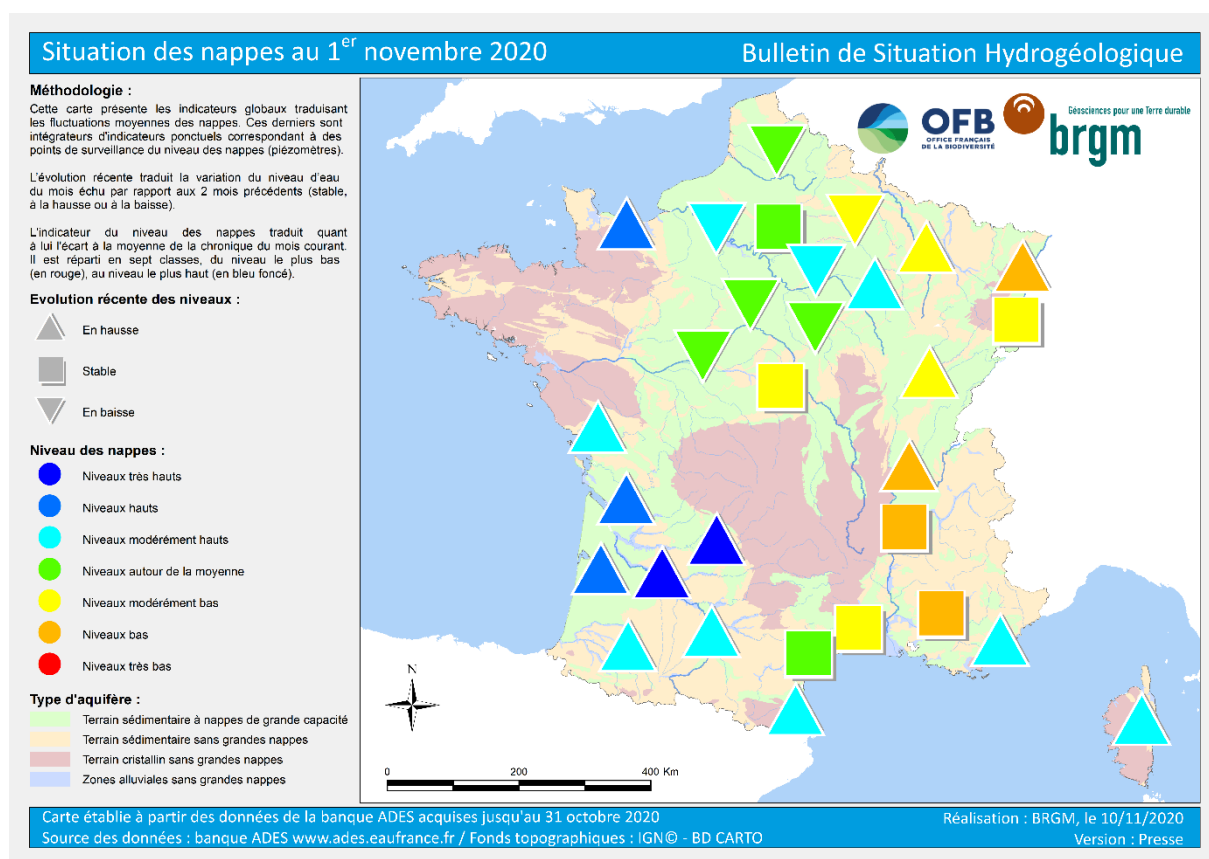 Situation des nappes au 1er novembre 2020
Bulletin de Situation Hydrogéologique
Méthodologie :
Cette carte présente les indicateurs globaux traduisant
les fluctuations moyennes des nappes. Ces derniers sont
intégrateurs d'indicateurs ponctuels correspondant à des
points de surveillance du niveau des nappes (piézomètres).
L'évolution récente traduit la variation du niveau d'eau
du mois échu par rapport aux 2 mois précédents (stable,
à la hausse ou à la baisse).
L'indicateur du niveau des nappes traduit quant
à lui l'écart à la moyenne de la chronique du mois courant.
Il est réparti en sept classes, du niveau le plus bas
(en rouge), au niveau le plus haut (en bleu foncé).
Evolution récente des niveaux :
En hausse
Stable
En baisse
Niveau des nappes :
Niveaux très hauts
Niveaux hauts
Niveaux modérément hauts
Niveaux autour de la moyenne
Niveaux modérément bas
Niveaux bas
Niveaux très bas
Type d'aquifère :
Terrain sédimentaire à nappes de grande capacité
Terrain sédimentaire sans grandes nappes
Terrain cristallin sans grandes nappes
Zones alluviales sans grandes nappes
OFB
OFFICE FRANÇAIS
DE LA BIODIVERSITÉ
Géosciences pour une Terre durable
brgm
N
0 200 400 Km
Carte établie à partir des données de la banque ADES acquises jusqu'au 31 octobre 2020
Source des données : banque ADES www.ades.eaufrance.fr / Fonds topographiques : IGN© - BD CARTO
Réalisation : BRGM, le 10/11/2020
Version : Presse